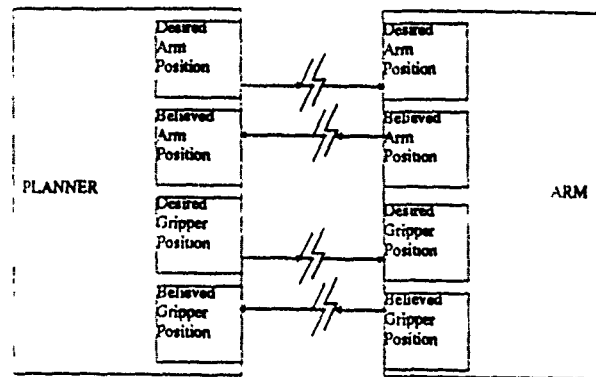 Desired
Arm
Position
Believed
Arm
Position
PLANNER
Desired
Gripper
Position
Believed
Gripper
Position
Desired
Arm
Position
Believed
Arm
Position
ARM
Desired
Gripper
Position
Believed
Gripper
Position